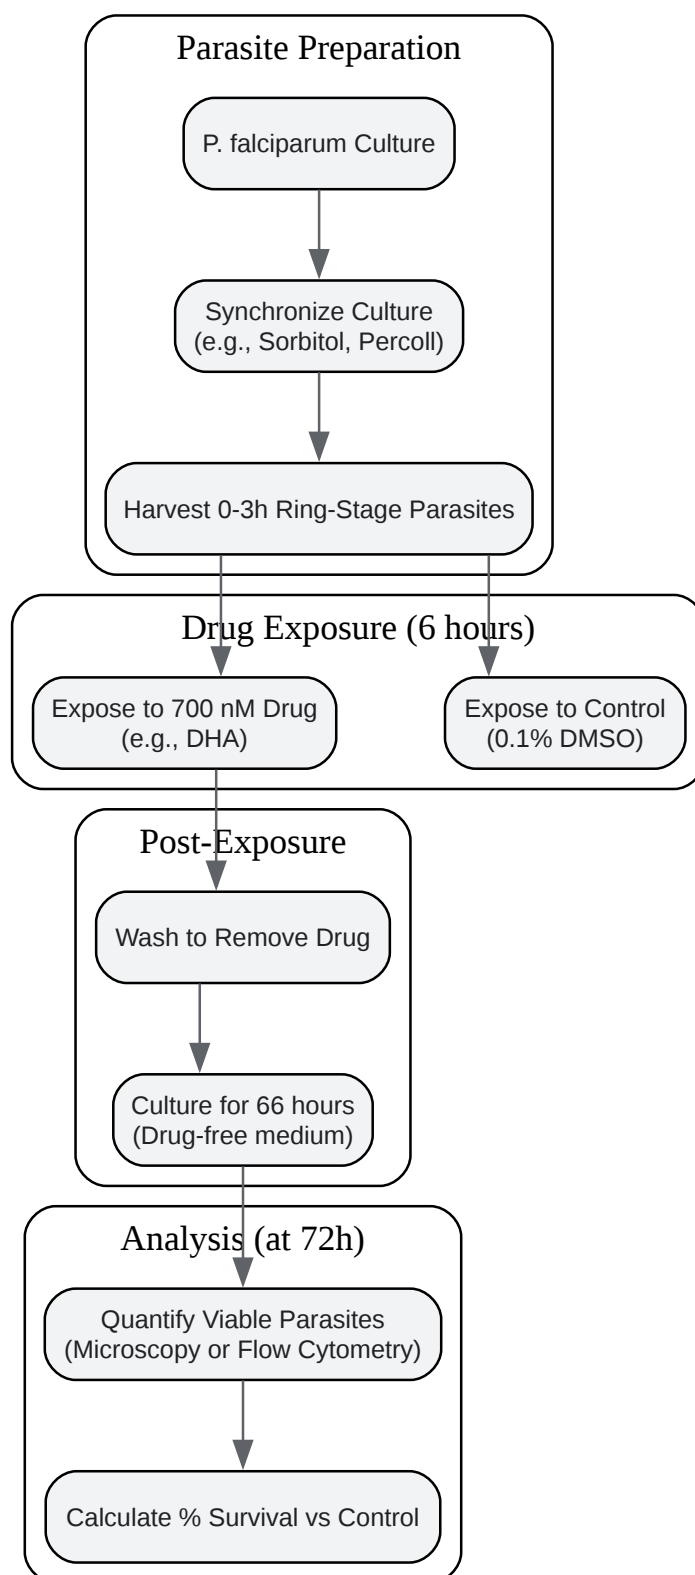 Parasite Preparation
P. falciparum Culture
Synchronize Culture
(e.g., Sorbitol, Percoll)
Harvest 0-3h Ring-Stage Parasites
Drug Exposure (6 hours)
Expose to 700 nM Drug
(e.g., DHA)
Expose to Control
(0.1% DMSO)
Post-Exposure
Wash to Remove Drug
Culture for 66 hours
(Drug-free medium)
Analysis (at 72h)
Quantify Viable Parasites
(Microscopy or Flow Cytometry)
Calculate % Survival vs Control